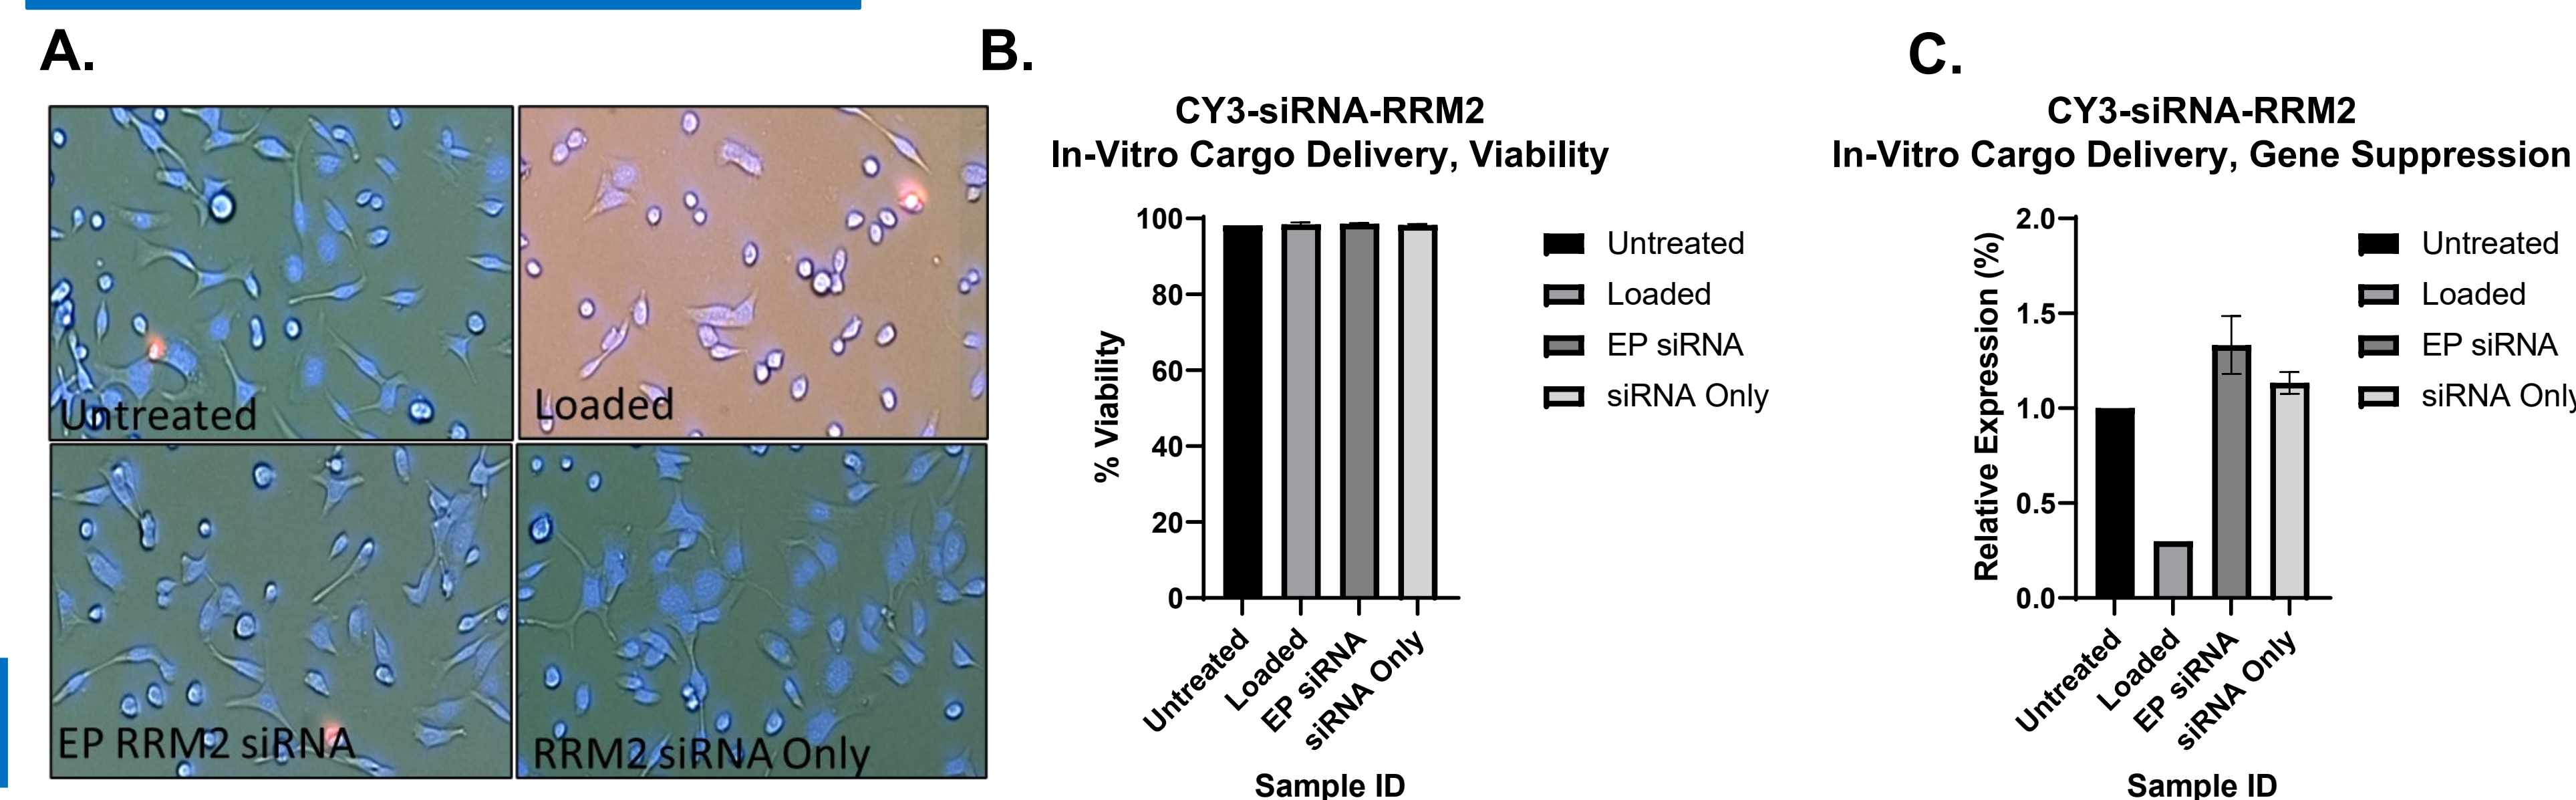 A.
Untreated
Loaded
EP RRM2 siRNA
RRM2 siRNA Only
B.
CY3-siRNA-RRM2
In-Vitro Cargo Delivery, Viability
% Viability
100
80
60
40
20
0
Untreated
Loaded
EP siRNA
siRNA Only
Sample ID
Untreated
Loaded
EP siRNA
siRNA Only
C.
CY3-siRNA-RRM2
In-Vitro Cargo Delivery, Gene Suppression
Relative Expression (%)
2.0
1.5
1.0
0.5
0.0
Untreated
Loaded
EP siRNA
siRNA Only
Sample ID
Untreated
Loaded
EP siRNA
siRNA Only